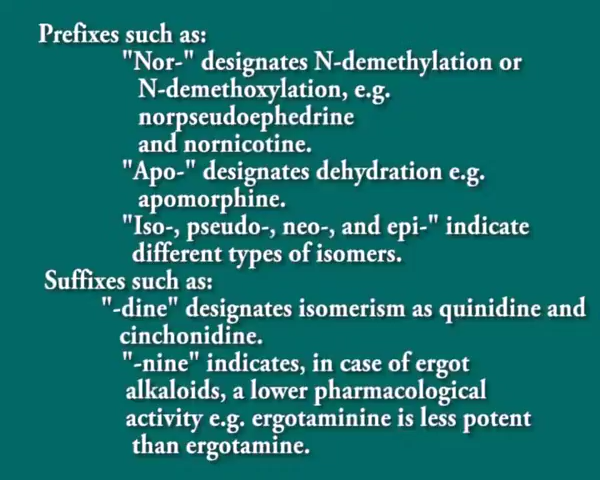 Prefixes such as:
"Nor-" designates N-demethylation or
N-demethoxylation, e.g.
norpseudoephedrine
and nornicotine.
"Apo-" designates dehydration e.g.
apomorphine.
"Iso-, pseudo-, neo-, and epi-" indicate
different types of isomers.
Suffixes such as:
"-dine" designates isomerism as quinidine and
cinchonidine.
"-nine" indicates, in case of ergot
alkaloids, a lower pharmacological
activity e.g. ergotaminine is less potent
than ergotamine.